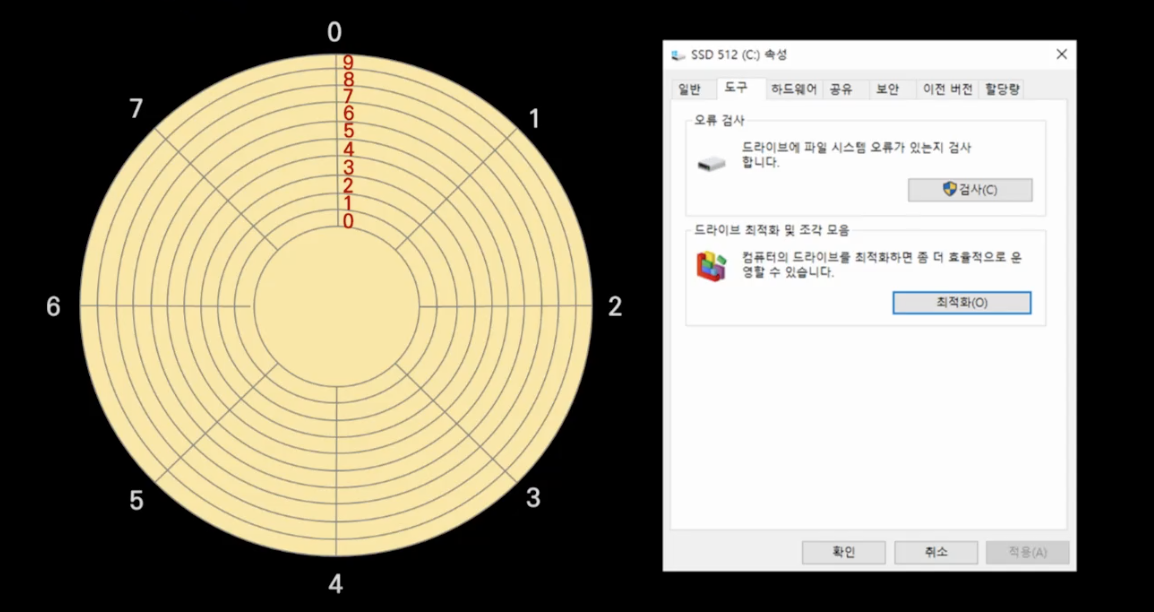 0
1
2
3
4
5
6
7
9
8
7
6
5
4
3
2
1
0
SSD 512 (C:) 속성
일반 도구 하드웨어 공유 보안 이전 버전 할당량
오류 검사
드라이브에 파일 시스템 오류가 있는지 검사
합니다.
검사(C)
드라이브 최적화 및 조각 모음
컴퓨터의 드라이브를 최적화하면 좀 더 효율적으로 운
영할 수 있습니다.
최적화(O)
확인 취소 적용(A)